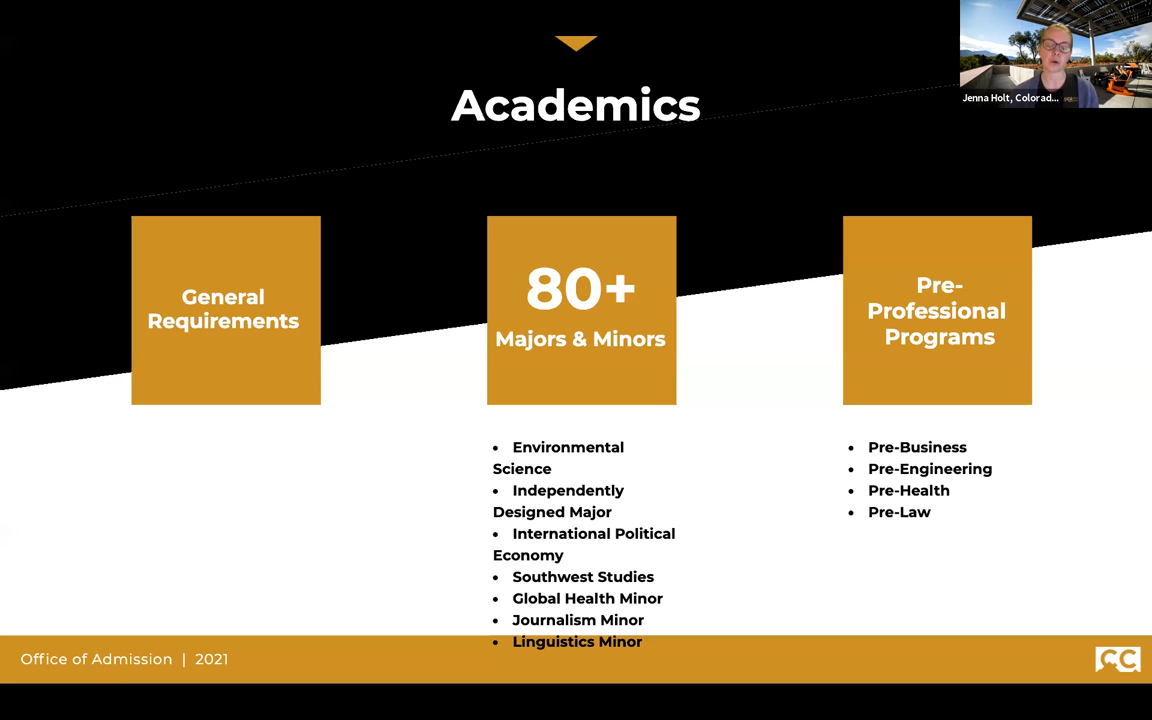 Academics
Jenna Holt, Colorad...
General
Requirements
80+
Majors & Minors
Pre-
Professional
Programs
• Environmental
Science
• Independently
Designed Major
• International Political
Economy
• Southwest Studies
• Global Health Minor
• Journalism Minor
• Linguistics Minor
• Pre-Business
• Pre-Engineering
• Pre-Health
• Pre-Law
Office of Admission | 2021
CC